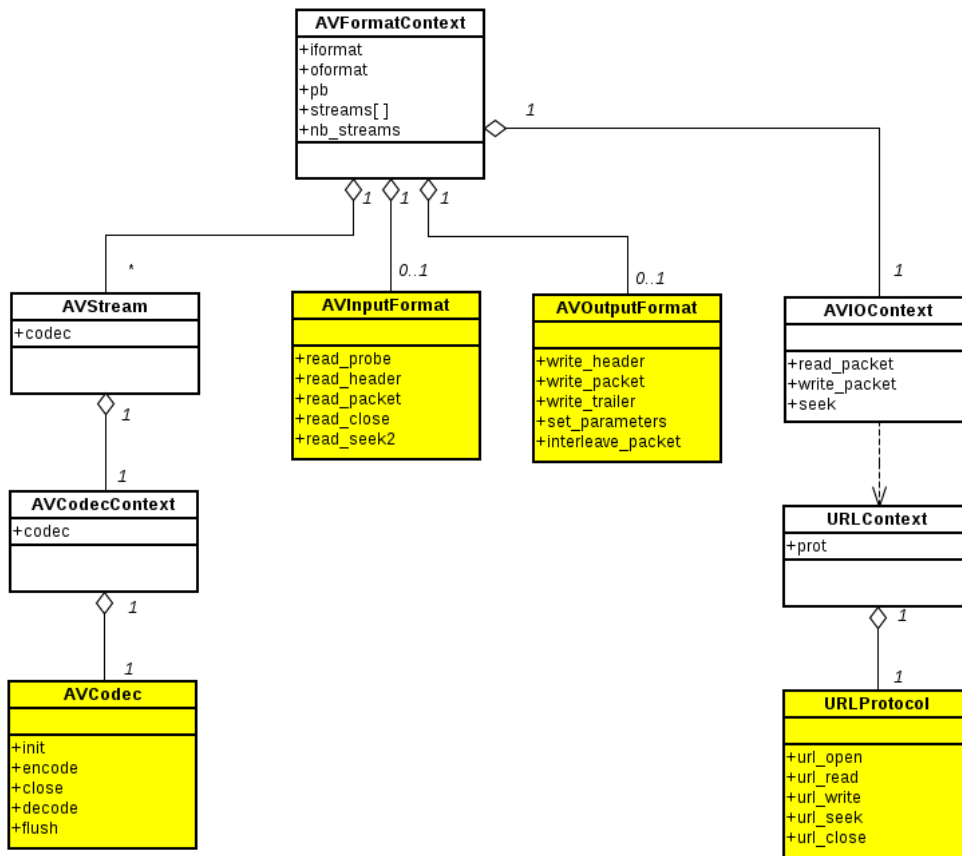 AVFormatContext
+iformat
+oformat
+pb
+streams[ ]
+nb_streams
1
1
1
1
*
0..1
0..1
1
AVStream
+codec
AVInputFormat
+read_probe
+read_header
+read_packet
+read_close
+read_seek2
AVOutputFormat
+write_header
+write_packet
+write_trailer
+set_parameters
+interleave_packet
AVIOContext
+read_packet
+write_packet
+seek
1
1
AVCodecContext
+codec
URLContext
+prot
1
1
1
1
AVCodec
+init
+encode
+close
+decode
+flush
URLProtocol
+url_open
+url_read
+url_write
+url_seek
+url_close